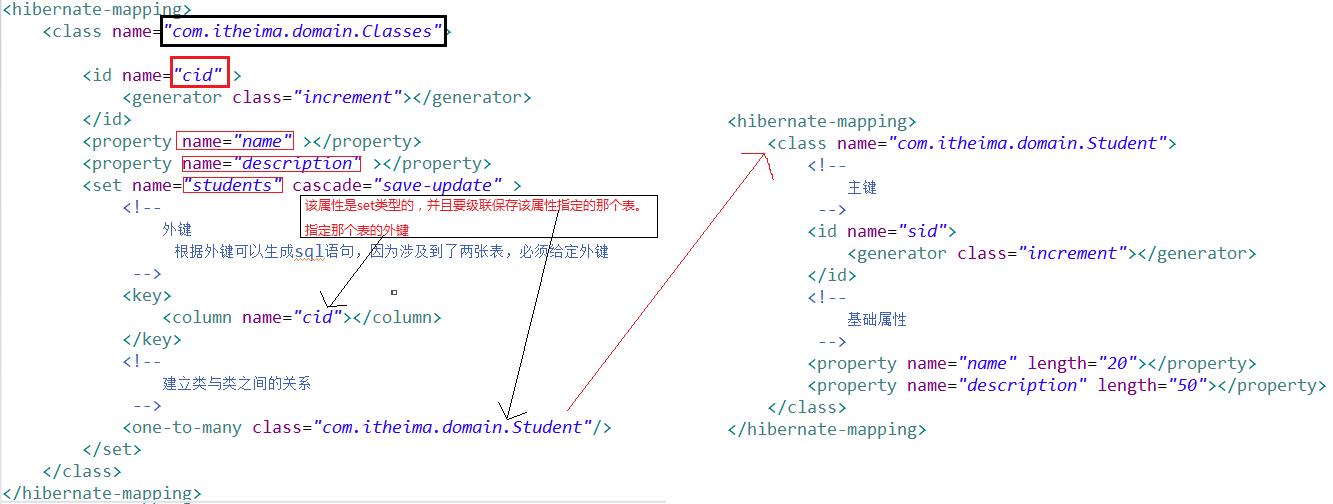 <hibernate-mapping>
<class name="com.itheima.domain.Classes">
<id name="cid" >
<generator class="increment"></generator>
</id>
<property name="name" ></property>
<property name="description" ></property>
<set name="students" cascade="save-update" >
<!--
该属性是set类型的，并且要级联保存该属性指定的那个表。
指定那个表的外键
外键
根据外键可以生成sql语句，因为涉及到了两张表，必须给定外键
-->
<key>
<column name="cid"></column>
</key>
<!--
建立类与类之间的关系
-->
<one-to-many class="com.itheima.domain.Student"/>
</set>
</class>
</hibernate-mapping>
<hibernate-mapping>
<class name="com.itheima.domain.Student">
<!--
主键
-->
<id name="sid">
<generator class="increment"></generator>
</id>
<!--
基础属性
-->
<property name="name" length="20"></property>
<property name="description" length="50"></property>
</class>
</hibernate-mapping>